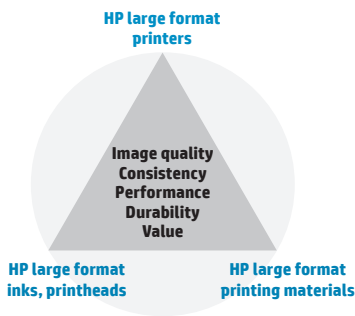 HP large format
printers
Image quality
Consistency
Performance
Durability
Value
HP large format
inks, printheads
HP large format
printing materials